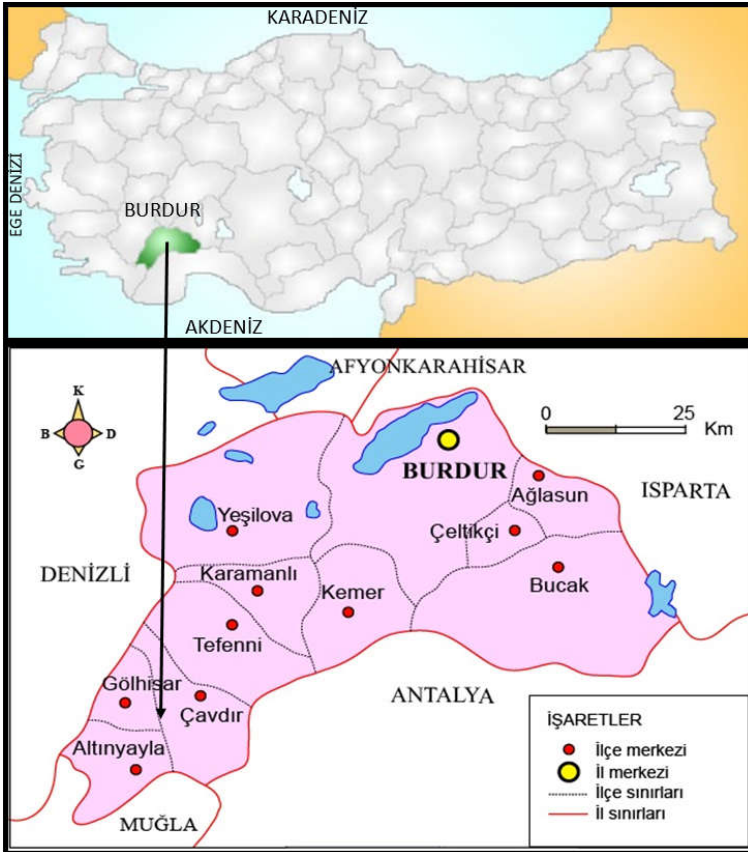 KARADENİZ
EGE DENİZİ
BURDUR
AKDENİZ
AFYONKARAHİSAR
K
B D
G
0 25
Km
BURDUR
ISPARTA
Ağlasun
Yeşilova
Çeltikçi
DENİZLİ
Karamanlı
Kemer
Bucak
Tefenni
Gölhisar
Çavdır
ANTALYA
Altınyayla
MUĞLA
İŞARETLER
İlçe merkezi
İl merkezi
İlçe sınırları
İl sınırları